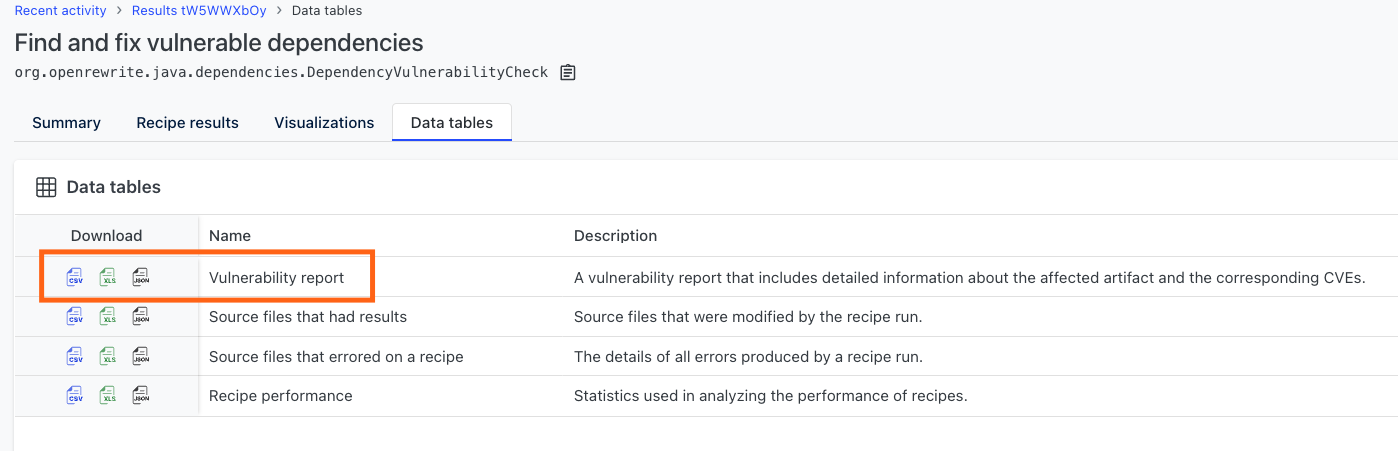 Recent activity > Results tW5WWXbOy > Data tables
Find and fix vulnerable dependencies
org.openrewrite.java.dependencies.DependencyVulnerabilityCheck
Summary Recipe results Visualizations Data tables
Data tables
Download Name Description
CSV XLS JSON Vulnerability report A vulnerability report that includes detailed information about the affected artifact and the corresponding CVEs.
CSV XLS JSON Source files that had results Source files that were modified by the recipe run.
CSV XLS JSON Source files that errored on a recipe The details of all errors produced by a recipe run.
CSV XLS JSON Recipe performance Statistics used in analyzing the performance of recipes.